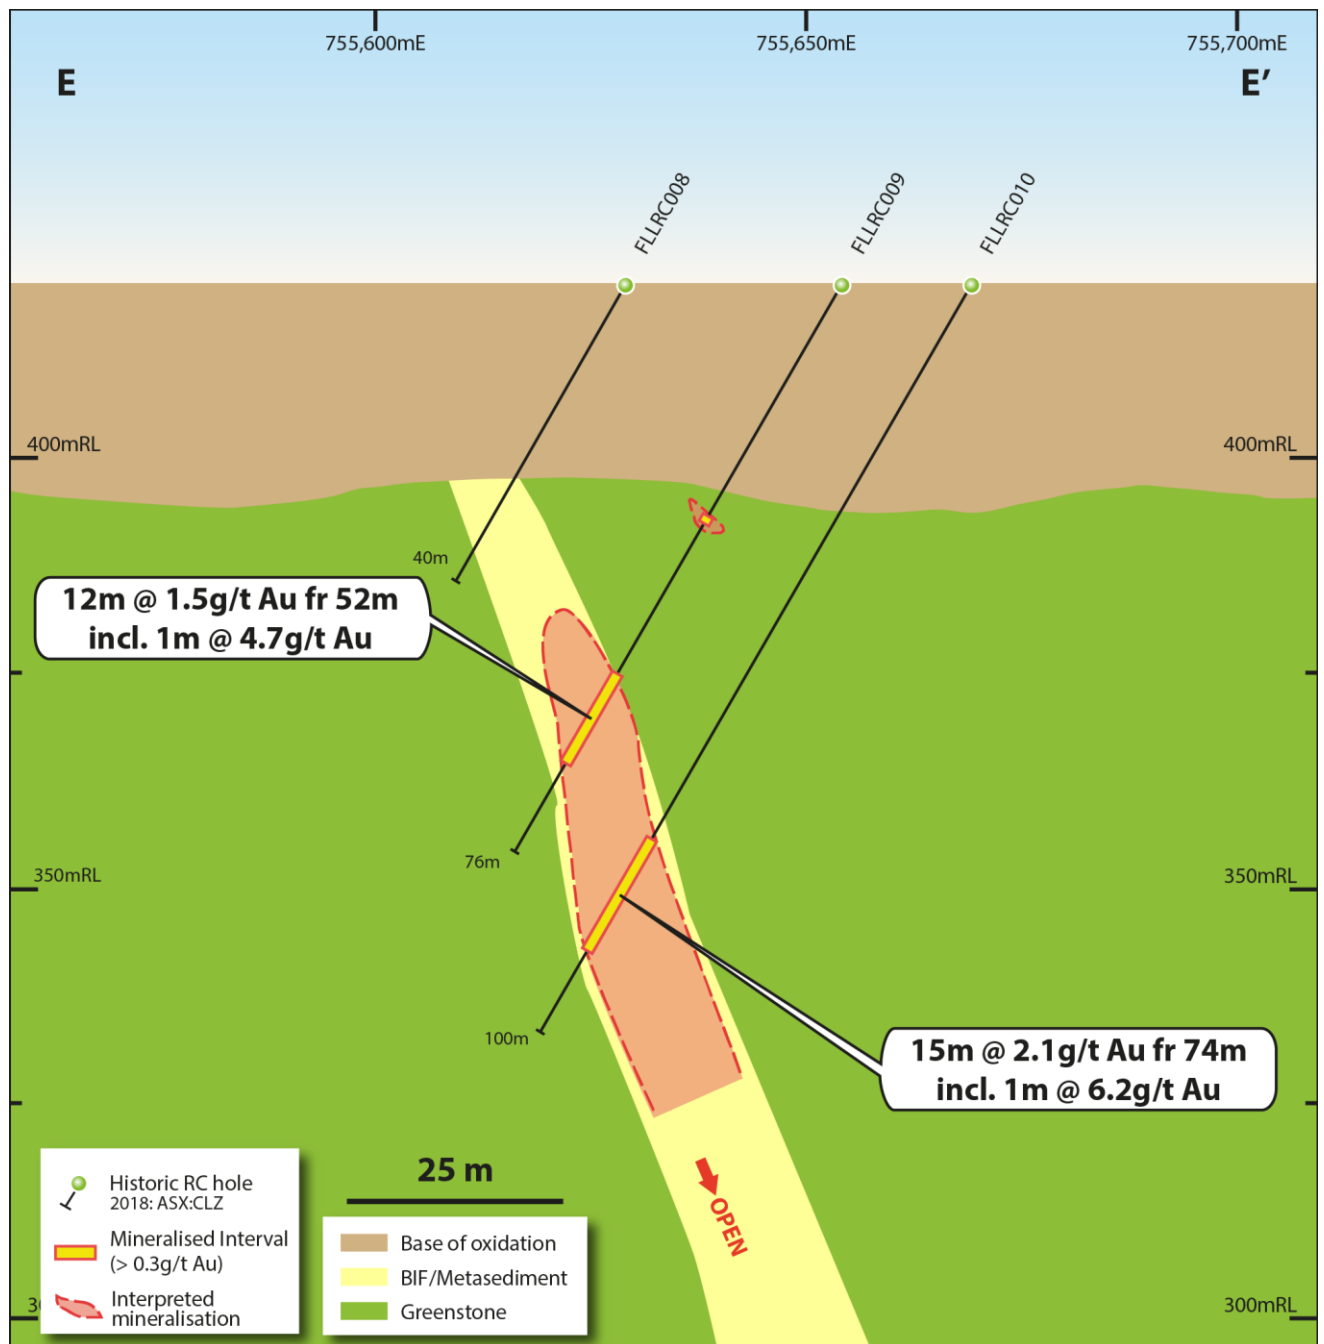 755,600mE
755,650mE
755,700mE
E
E’
FLLRC008
FLLRC009
FLLRC010
400mRL
400mRL
40m
12m @ 1.5g/t Au fr 52m
incl. 1m @ 4.7g/t Au
76m
350mRL
350mRL
100m
15m @ 2.1g/t Au fr 74m
incl. 1m @ 6.2g/t Au
25 m
OPEN
Historic RC hole
2018: ASX:CLZ
Mineralised Interval
(> 0.3g/t Au)
Interpreted
mineralisation
Base of oxidation
BIF/Metasediment
Greenstone
300mRL